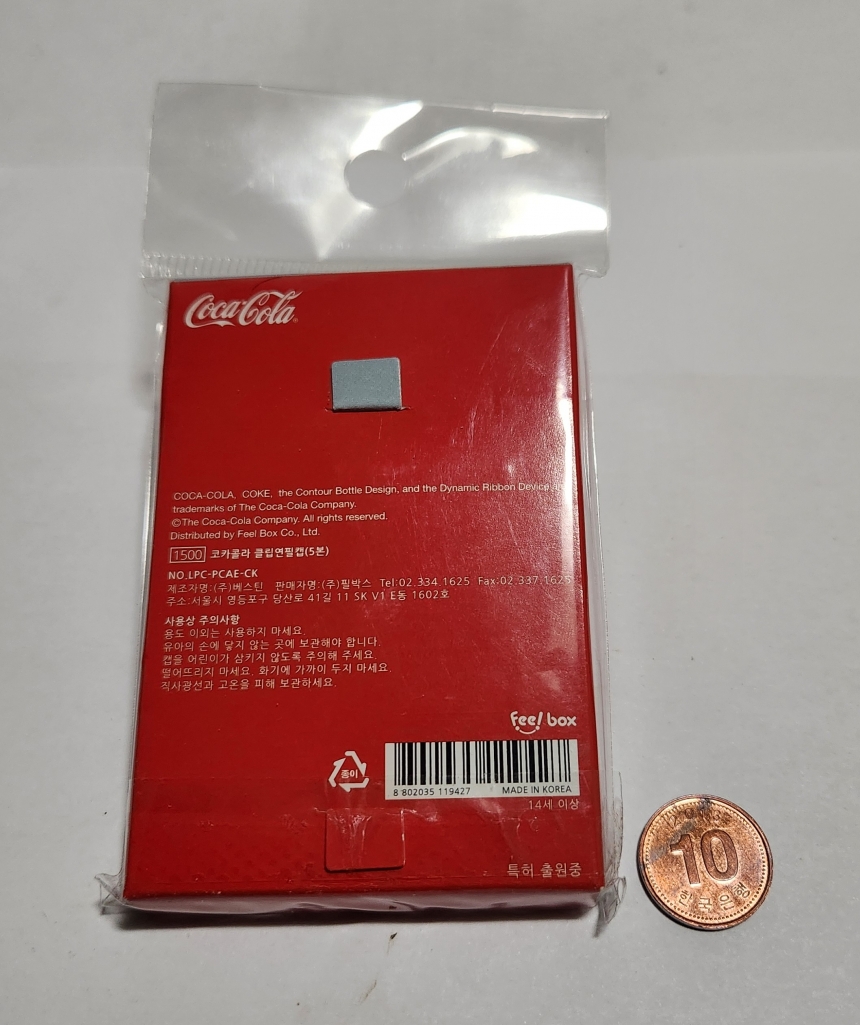 Coca-Cola
COCA-COLA, COKE, the Contour Bottle Design, and the Dynamic Ribbon Device
trademarks of The Coca-Cola Company.
©The Coca-Cola Company. All rights reserved.
Distributed by Feel Box Co., Ltd.
1500 코카콜라 클립연필캡(5본)
NO.LPC-PCAE-CK
제조자명:(주)베스틴 판매자명:(주)필박스 Tel:02.334.1625 Fax:02.337.1625
주소:서울시 영등포구 당산로 41길 11 SK V1 E동 1602호
사용상 주의사항
용도 이외는 사용하지 마세요.
유아의 손에 닿지 않는 곳에 보관해야 합니다.
캡을 어린이가 삼키지 않도록 주의해 주세요.
떨어뜨리지 마세요. 화기에 가까이 두지 마세요.
직사광선과 고온을 피해 보관하세요.
feel box
종이
8 802035 119427 MADE IN KOREA
14세 이상
특허 출원중
10
한국은행